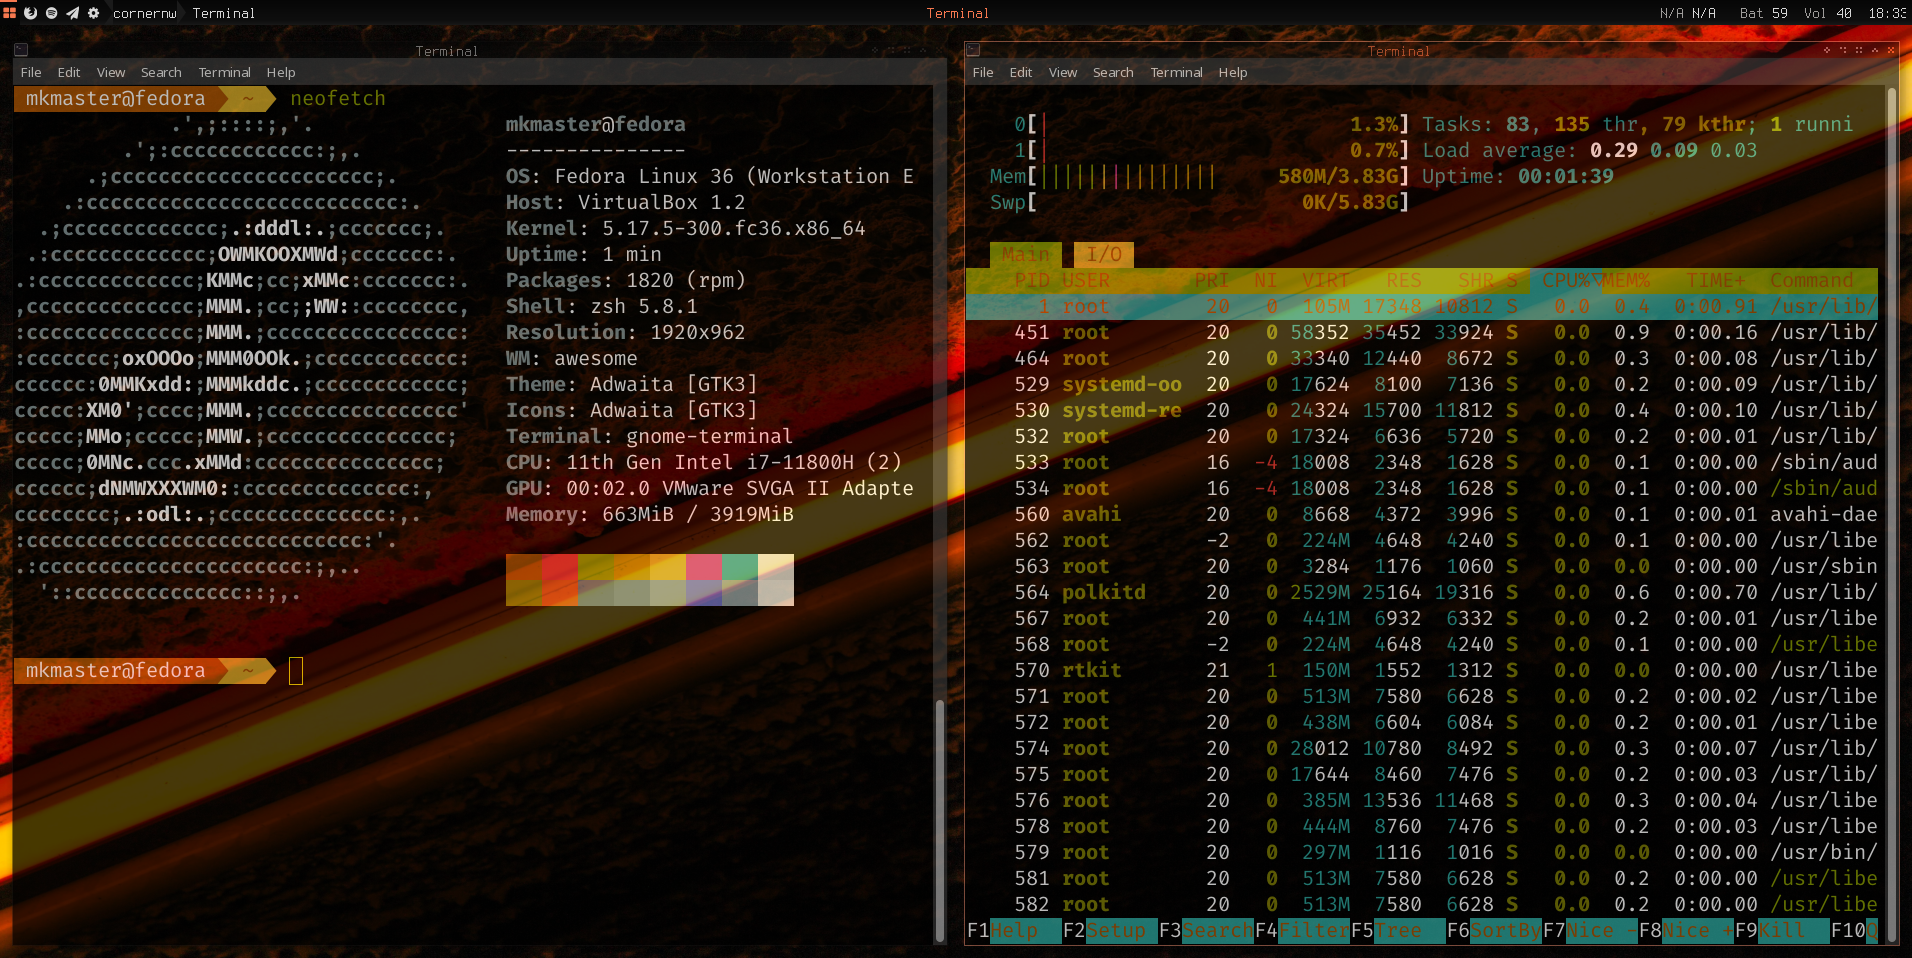 cornernw Terminal Terminal N/A N/A Bat 59 Vol 40 18:33
Terminal
File Edit View Search Terminal Help
mkmaster@fedora ~ neofetch
.',;::::;,'.
.';:cccccccccccc:;,.
.;cccccccccccccccccccccc;.
.:cccccccccccccccccccccccccc:.
.;ccccccccccccc;.:dddl:.;ccccccc;.
.:ccccccccccccc;OWMKOOXMWd;ccccccc:.
.:ccccccccccccc;KMMc;cc;xMMc:ccccccc:.
,cccccccccccccc;MMM.;cc;;WW::cccccccc,
:cccccccccccccc;MMM.;cccccccccccccccc:
:ccccccc;oxOOOo;MMM0OOk.;cccccccccccc:
cccccc:0MMKxdd:;MMMkddc.;cccccccccccc;
ccccc:XM0';cccc;MMM.;cccccccccccccccc'
ccccc;MMo;ccccc;MMW.;ccccccccccccccc;
ccccc;0MNc.ccc.xMMd:ccccccccccccccc;
cccccc;dNMWXXXWM0::cccccccccccccc:,
cccccccc;.:odl:.;cccccccccccccc:,.
:cccccccccccccccccccccccccccc:'.
.:cccccccccccccccccccccc:;,..
'::cccccccccccccc::;,.
mkmaster@fedora
---------------
OS: Fedora Linux 36 (Workstation E
Host: VirtualBox 1.2
Kernel: 5.17.5-300.fc36.x86_64
Uptime: 1 min
Packages: 1820 (rpm)
Shell: zsh 5.8.1
Resolution: 1920x962
WM: awesome
Theme: Adwaita [GTK3]
Icons: Adwaita [GTK3]
Terminal: gnome-terminal
CPU: 11th Gen Intel i7-11800H (2)
GPU: 00:02.0 VMware SVGA II Adapte
Memory: 663MiB / 3919MiB
mkmaster@fedora ~
Terminal
File Edit View Search Terminal Help
0[| 1.3%] Tasks: 83, 135 thr, 79 kthr; 1 runni
1[| 0.7%] Load average: 0.29 0.09 0.03
Mem[||||||||||||||| 580M/3.83G] Uptime: 00:01:39
Swp[ 0K/5.83G]
Main I/O
PID USER PRI NI VIRT RES SHR S CPU%▽MEM% TIME+ Command
1 root 20 0 105M 17348 10812 S 0.0 0.4 0:00.91 /usr/lib/
451 root 20 0 58352 35452 33924 S 0.0 0.9 0:00.16 /usr/lib/
464 root 20 0 33340 12440 8672 S 0.0 0.3 0:00.08 /usr/lib/
529 systemd-oo 20 0 17624 8100 7136 S 0.0 0.2 0:00.09 /usr/lib/
530 systemd-re 20 0 24324 15700 11812 S 0.0 0.4 0:00.10 /usr/lib/
532 root 20 0 17324 6636 5720 S 0.0 0.2 0:00.01 /usr/lib/
533 root 16 -4 18008 2348 1628 S 0.0 0.1 0:00.00 /sbin/aud
534 root 16 -4 18008 2348 1628 S 0.0 0.1 0:00.00 /sbin/aud
560 avahi 20 0 8668 4372 3996 S 0.0 0.1 0:00.01 avahi-dae
562 root -2 0 224M 4648 4240 S 0.0 0.1 0:00.00 /usr/libe
563 root 20 0 3284 1176 1060 S 0.0 0.0 0:00.00 /usr/sbin
564 polkitd 20 0 2529M 25164 19316 S 0.0 0.6 0:00.70 /usr/lib/
567 root 20 0 441M 6932 6332 S 0.0 0.2 0:00.01 /usr/libe
568 root -2 0 224M 4648 4240 S 0.0 0.1 0:00.00 /usr/libe
570 rtkit 21 1 150M 1552 1312 S 0.0 0.0 0:00.00 /usr/libe
571 root 20 0 513M 7580 6628 S 0.0 0.2 0:00.02 /usr/libe
572 root 20 0 438M 6604 6084 S 0.0 0.2 0:00.01 /usr/libe
574 root 20 0 28012 10780 8492 S 0.0 0.3 0:00.07 /usr/lib/
575 root 20 0 17644 8460 7476 S 0.0 0.2 0:00.03 /usr/lib/
576 root 20 0 385M 13536 11468 S 0.0 0.3 0:00.04 /usr/libe
578 root 20 0 444M 8760 7476 S 0.0 0.2 0:00.03 /usr/libe
579 root 20 0 297M 1116 1016 S 0.0 0.0 0:00.00 /usr/bin/
581 root 20 0 513M 7580 6628 S 0.0 0.2 0:00.00 /usr/libe
582 root 20 0 513M 7580 6628 S 0.0 0.2 0:00.00 /usr/libe
F1Help F2Setup F3SearchF4FilterF5Tree F6SortByF7Nice -F8Nice +F9Kill F10Q